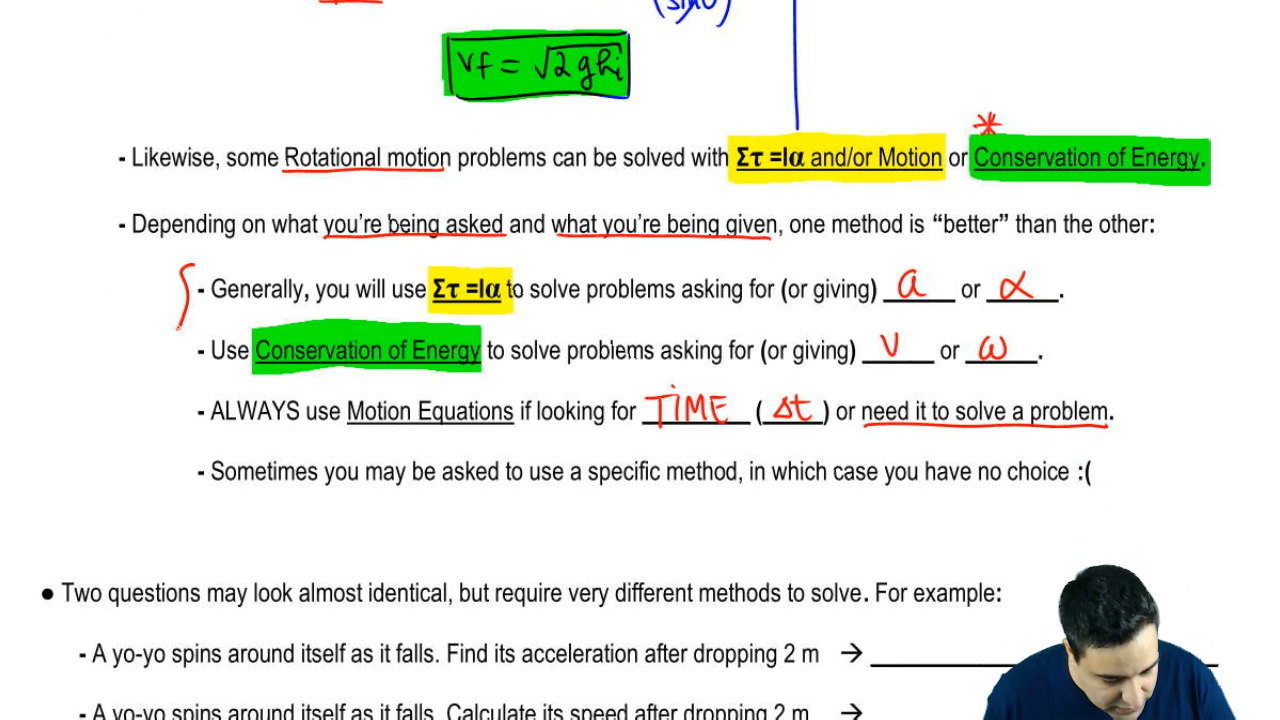 (sinθ)
vf = √2ghi
- Likewise, some Rotational motion problems can be solved with Στ =Iα and/or Motion or Conservation of Energy.
- Depending on what you're being asked and what you're being given, one method is “better” than the other:
- Generally, you will use Στ =Iα to solve problems asking for (or giving) a or α.
- Use Conservation of Energy to solve problems asking for (or giving) v or ω.
- ALWAYS use Motion Equations if looking for TiME (Δt) or need it to solve a problem.
- Sometimes you may be asked to use a specific method, in which case you have no choice :(
● Two questions may look almost identical, but require very different methods to solve. For example:
- A yo-yo spins around itself as it falls. Find its acceleration after dropping 2 m →
- A yo-yo spins around itself as it falls. Calculate its speed after dropping 2 m →